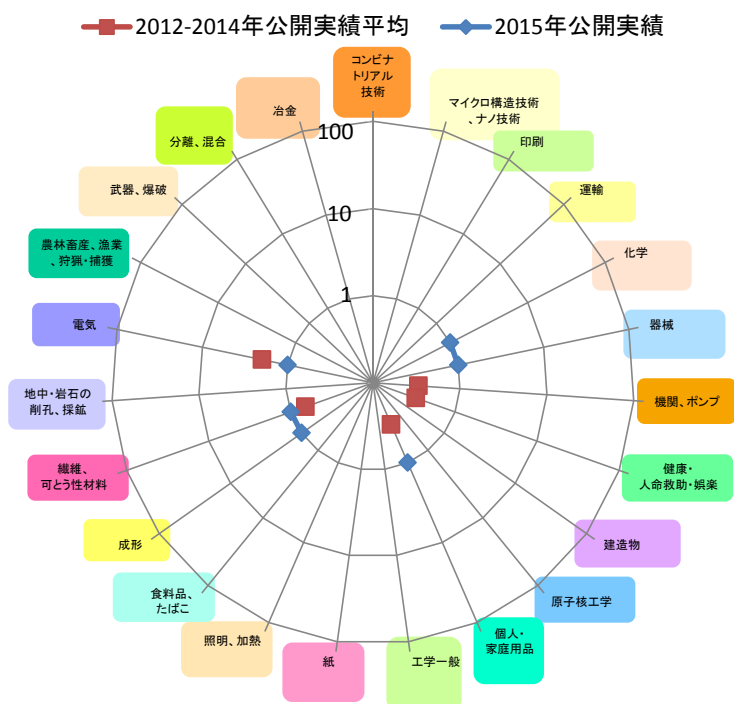 2012-2014年公開実績平均
2015年公開実績
コンビナ
トリアル
技術
マイクロ構造技術
、ナノ技術
印刷
運輸
化学
器械
機関、ポンプ
健康・
人命救助・娯楽
建造物
原子核工学
個人・
家庭用品
工学一般
紙
照明、加熱
食料品、
たばこ
成形
繊維、
可とう性材料
地中・岩石の
削孔、採鉱
電気
農林畜産、漁業
、狩猟・捕獲
武器、爆破
分離、混合
冶金
100
10
1